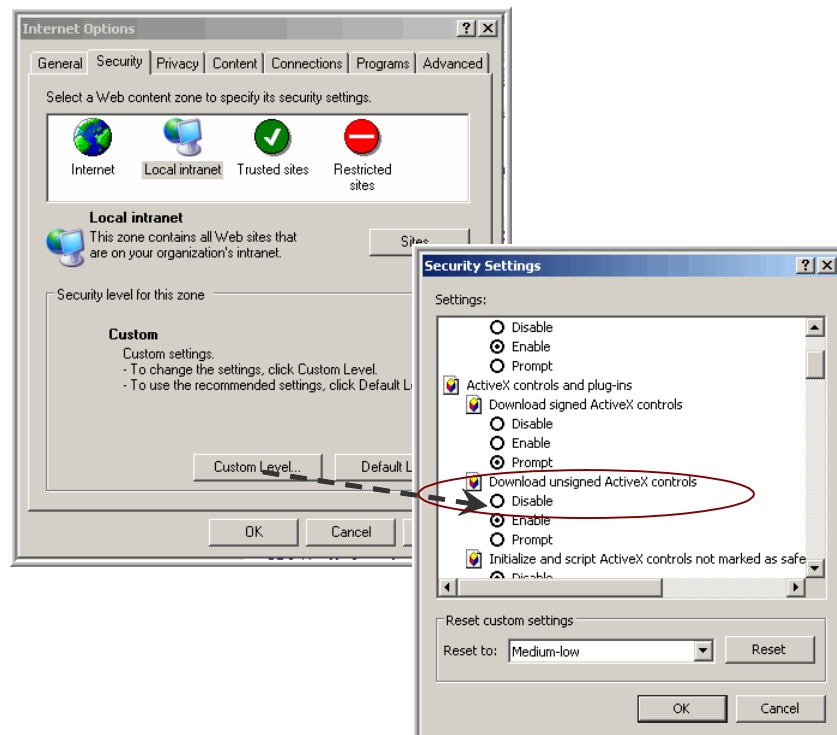 Internet Options
General Security Privacy Content Connections Programs Advanced
Select a Web content zone to specify its security settings.
Internet Local intranet Trusted sites Restricted
sites
Local intranet
This zone contains all Web sites that
are on your organization's intranet.
Sites
Security level for this zone
Custom
Custom settings.
- To change the settings, click Custom Level.
- To use the recommended settings, click Default L
Custom Level... Default L
OK Cancel
Security Settings
Settings:
Disable
Enable
Prompt
ActiveX controls and plug-ins
Download signed ActiveX controls
Disable
Enable
Prompt
Download unsigned ActiveX controls
Disable
Enable
Prompt
Initialize and script ActiveX controls not marked as safe
Disable
Reset custom settings
Reset to: Medium-low Reset
OK Cancel